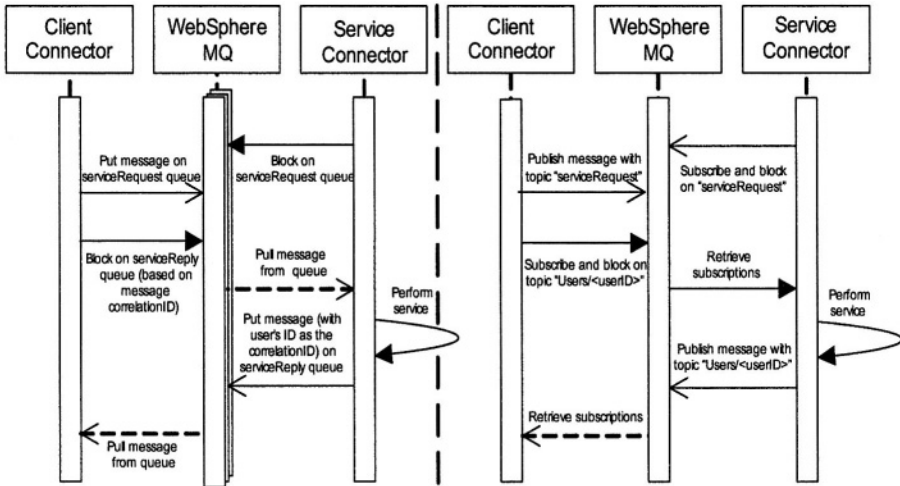 Client
Connector
WebSphere
MQ
Service
Connector
Put message on
serviceRequest queue
Block on
serviceRequest queue
Block on serviceReply
queue (based on
message
correlationID)
Pull message
from queue
Perform
service
Put message (with
user's ID as the
correlationID) on
serviceReply queue
Pull message
from queue
Client
Connector
WebSphere
MQ
Service
Connector
Publish message with
topic "serviceRequest"
Subscribe and block
on "serviceRequest"
Subscribe and block on
topic "Users/<userID>"
Retrieve
subscriptions
Perform
service
Publish message with
topic "Users/<userID>"
Retrieve subscriptions